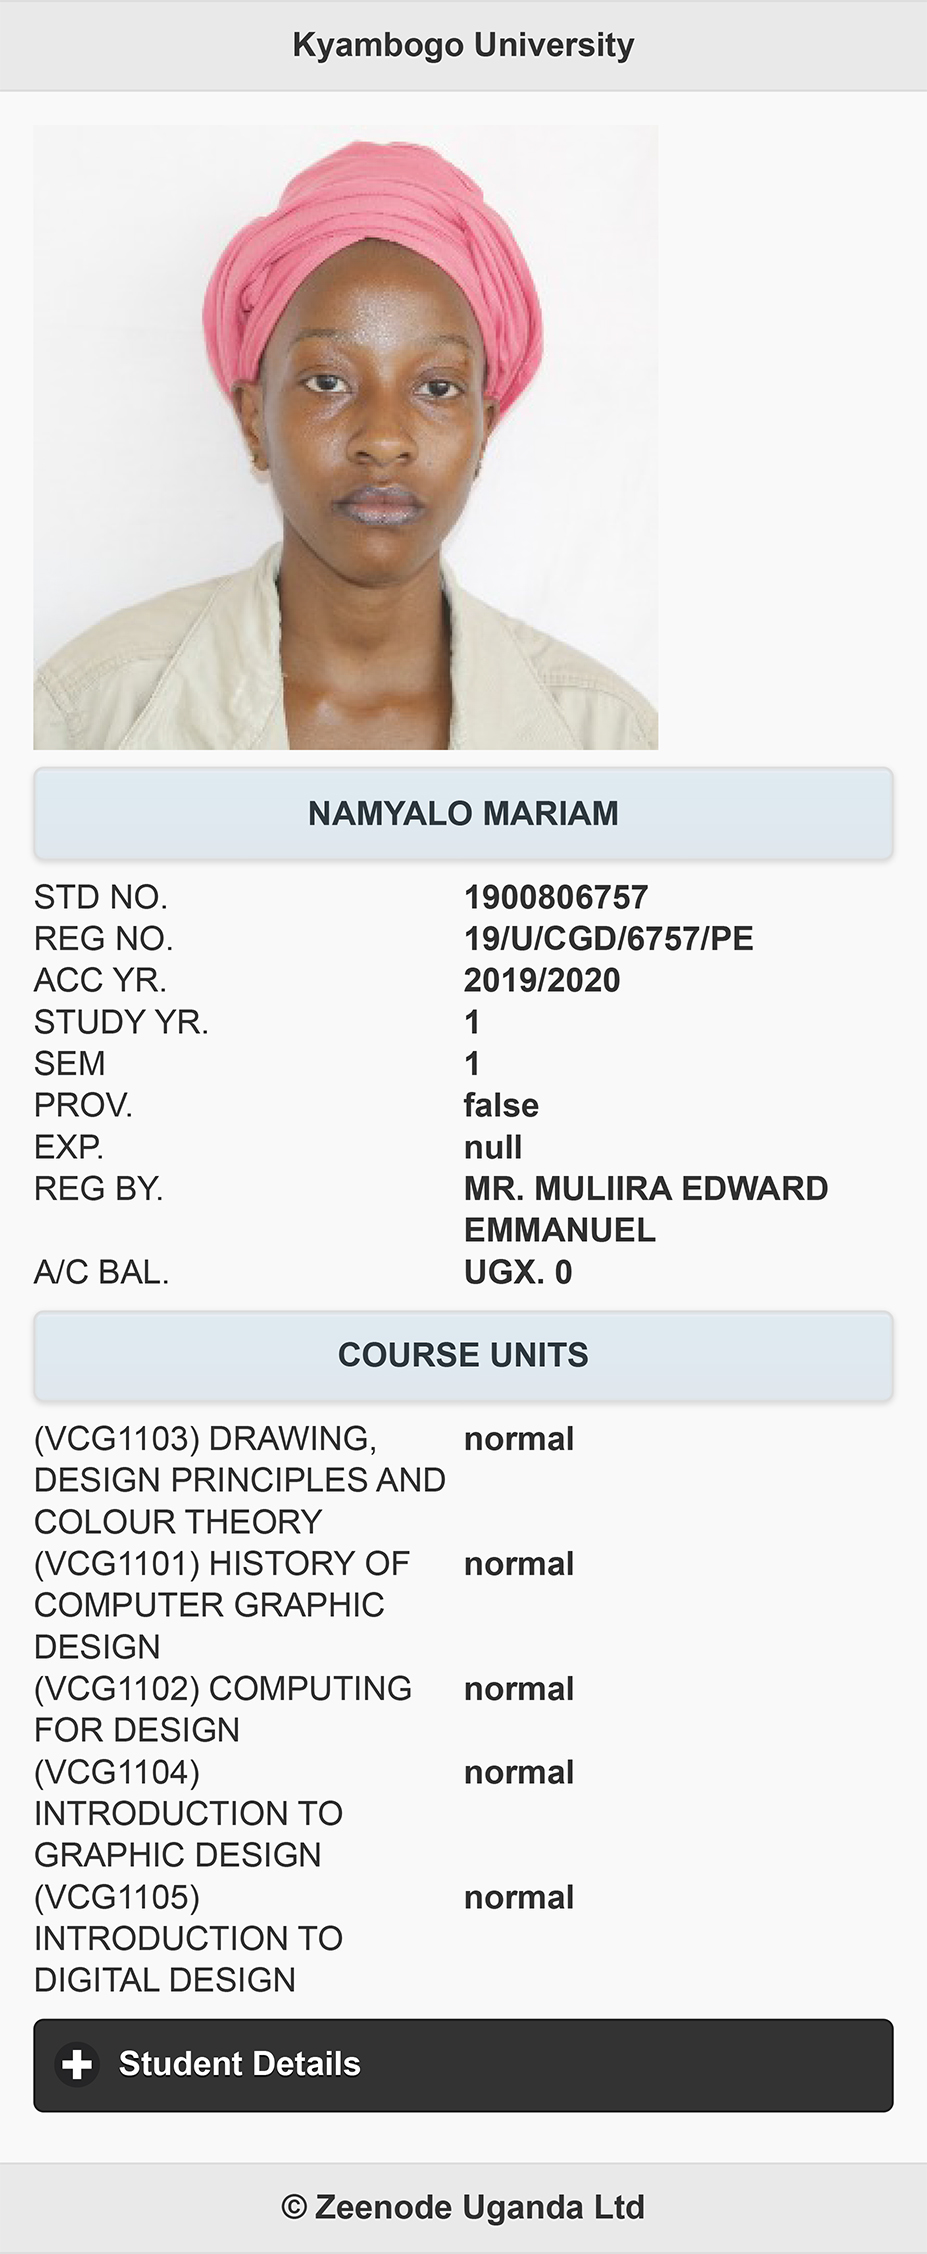 Kyambogo University
NAMYALO MARIAM
STD NO. 1900806757
REG NO. 19/U/CGD/6757/PE
ACC YR. 2019/2020
STUDY YR. 1
SEM 1
PROV. false
EXP. null
REG BY. MR. MULIIRA EDWARD
EMMANUEL
A/C BAL. UGX. 0
COURSE UNITS
(VCG1103) DRAWING, normal
DESIGN PRINCIPLES AND
COLOUR THEORY
(VCG1101) HISTORY OF normal
COMPUTER GRAPHIC
DESIGN
(VCG1102) COMPUTING normal
FOR DESIGN
(VCG1104) normal
INTRODUCTION TO
GRAPHIC DESIGN
(VCG1105) normal
INTRODUCTION TO
DIGITAL DESIGN
Student Details
© Zeenode Uganda Ltd